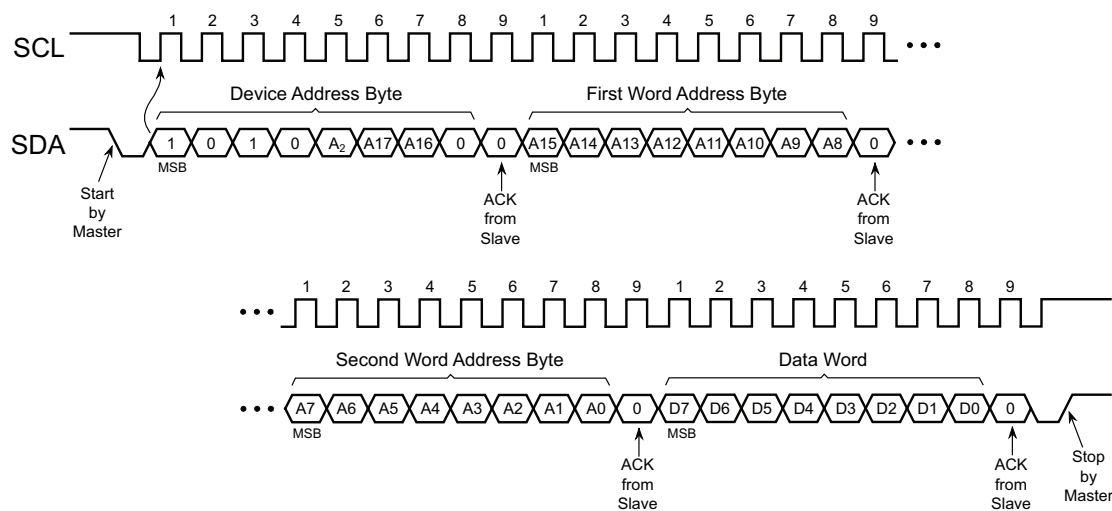 1 2 3 4 5 6 7 8 9 1 2 3 4 5 6 7 8 9
SCL
Device Address Byte First Word Address Byte
SDA 1 0 1 0 A2 A17 A16 0 0 A15 A14 A13 A12 A11 A10 A9 A8 0
MSB MSB
Start
by
Master
ACK
from
Slave
ACK
from
Slave
1 2 3 4 5 6 7 8 9 1 2 3 4 5 6 7 8 9
Second Word Address Byte Data Word
A7 A6 A5 A4 A3 A2 A1 A0 0 D7 D6 D5 D4 D3 D2 D1 D0 0
MSB MSB
ACK
from
Slave
ACK
from
Slave
Stop
by
Master